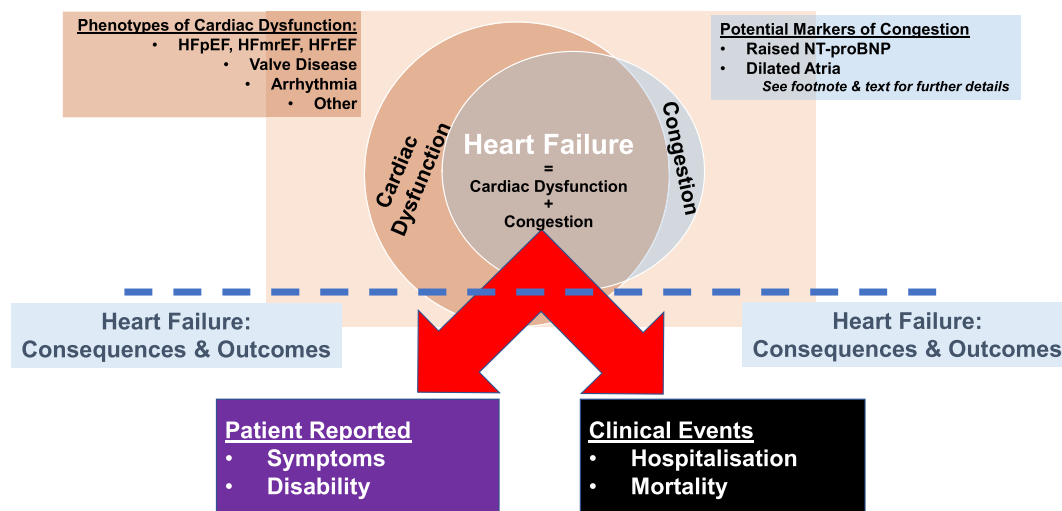 Phenotypes of Cardiac Dysfunction:
• HFpEF, HFmrEF, HFrEF
• Valve Disease
• Arrhythmia
• Other
Potential Markers of Congestion
• Raised NT-proBNP
• Dilated Atria
See footnote & text for further details
Cardiac
Dysfunction
Heart Failure
=
Cardiac Dysfunction
+
Congestion
Congestion
Heart Failure:
Consequences & Outcomes
Heart Failure:
Consequences & Outcomes
Patient Reported
• Symptoms
• Disability
Clinical Events
• Hospitalisation
• Mortality